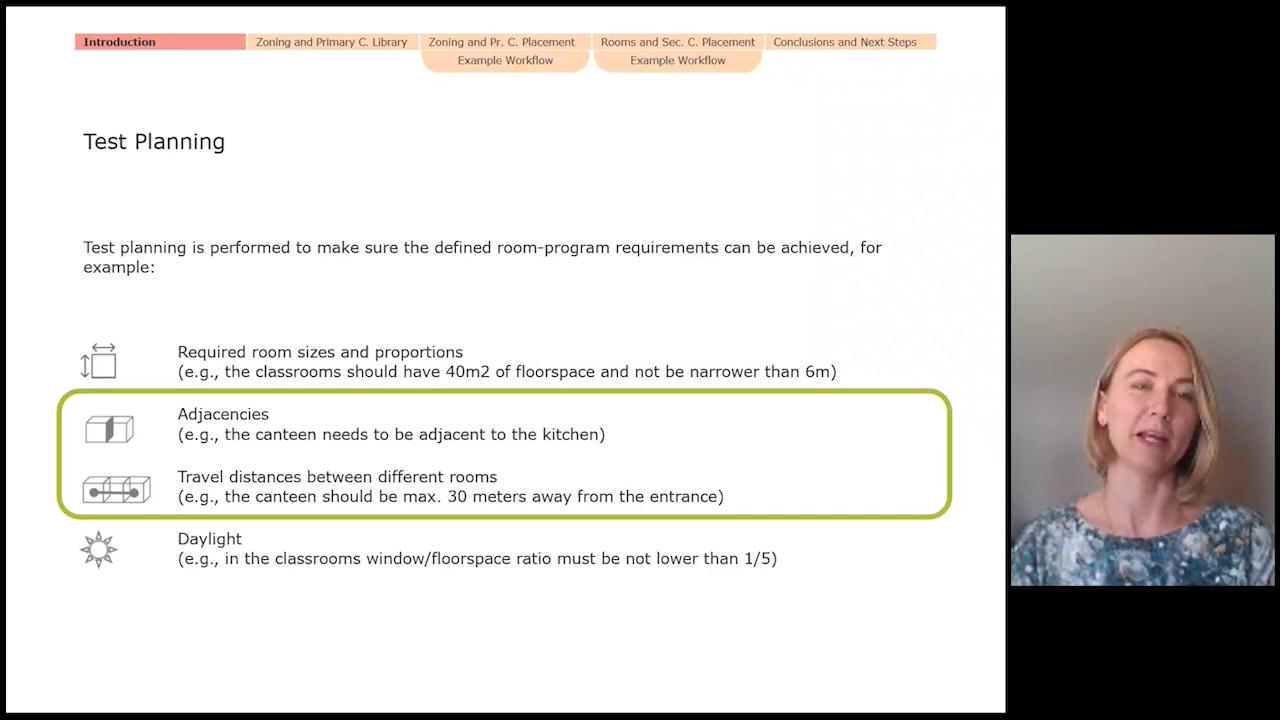 Introduction
Zoning and Primary C. Library
Zoning and Pr. C. Placement
Rooms and Sec. C. Placement
Conclusions and Next Steps
Example Workflow
Example Workflow
Test Planning
Test planning is performed to make sure the defined room-program requirements can be achieved, for
example:
Required room sizes and proportions
(e.g., the classrooms should have 40m2 of floorspace and not be narrower than 6m)
Adjacencies
(e.g., the canteen needs to be adjacent to the kitchen)
Travel distances between different rooms
(e.g., the canteen should be max. 30 meters away from the entrance)
Daylight
(e.g., in the classrooms window/floorspace ratio must be not lower than 1/5)